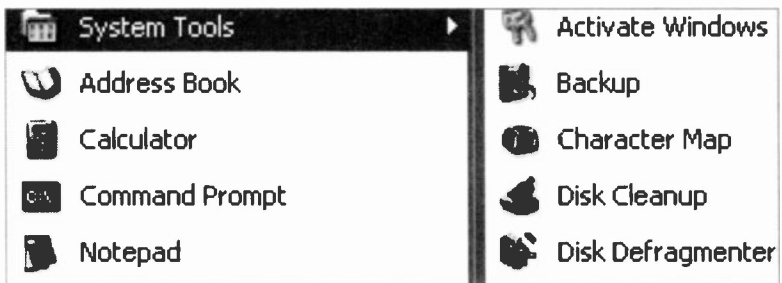 System Tools
Address Book
Calculator
Command Prompt
Notepad
Activate Windows
Backup
Character Map
Disk Cleanup
Disk Defragmenter